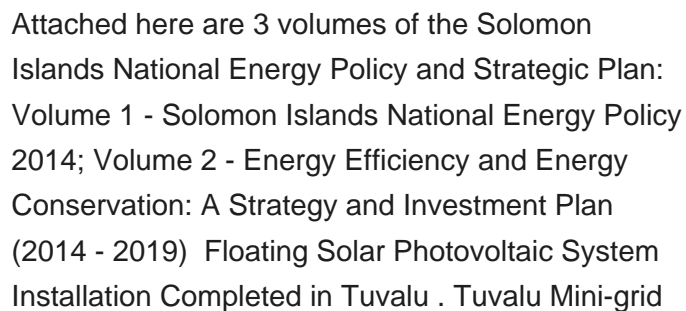 Attached here are 3 volumes of the Solomon
Islands National Energy Policy and Strategic Plan:
Volume 1 - Solomon Islands National Energy Policy
2014; Volume 2 - Energy Efficiency and Energy
Conservation: A Strategy and Investment Plan
(2014 - 2019)  Floating Solar Photovoltaic System
Installation Completed in Tuvalu . Tuvalu Mini-grid